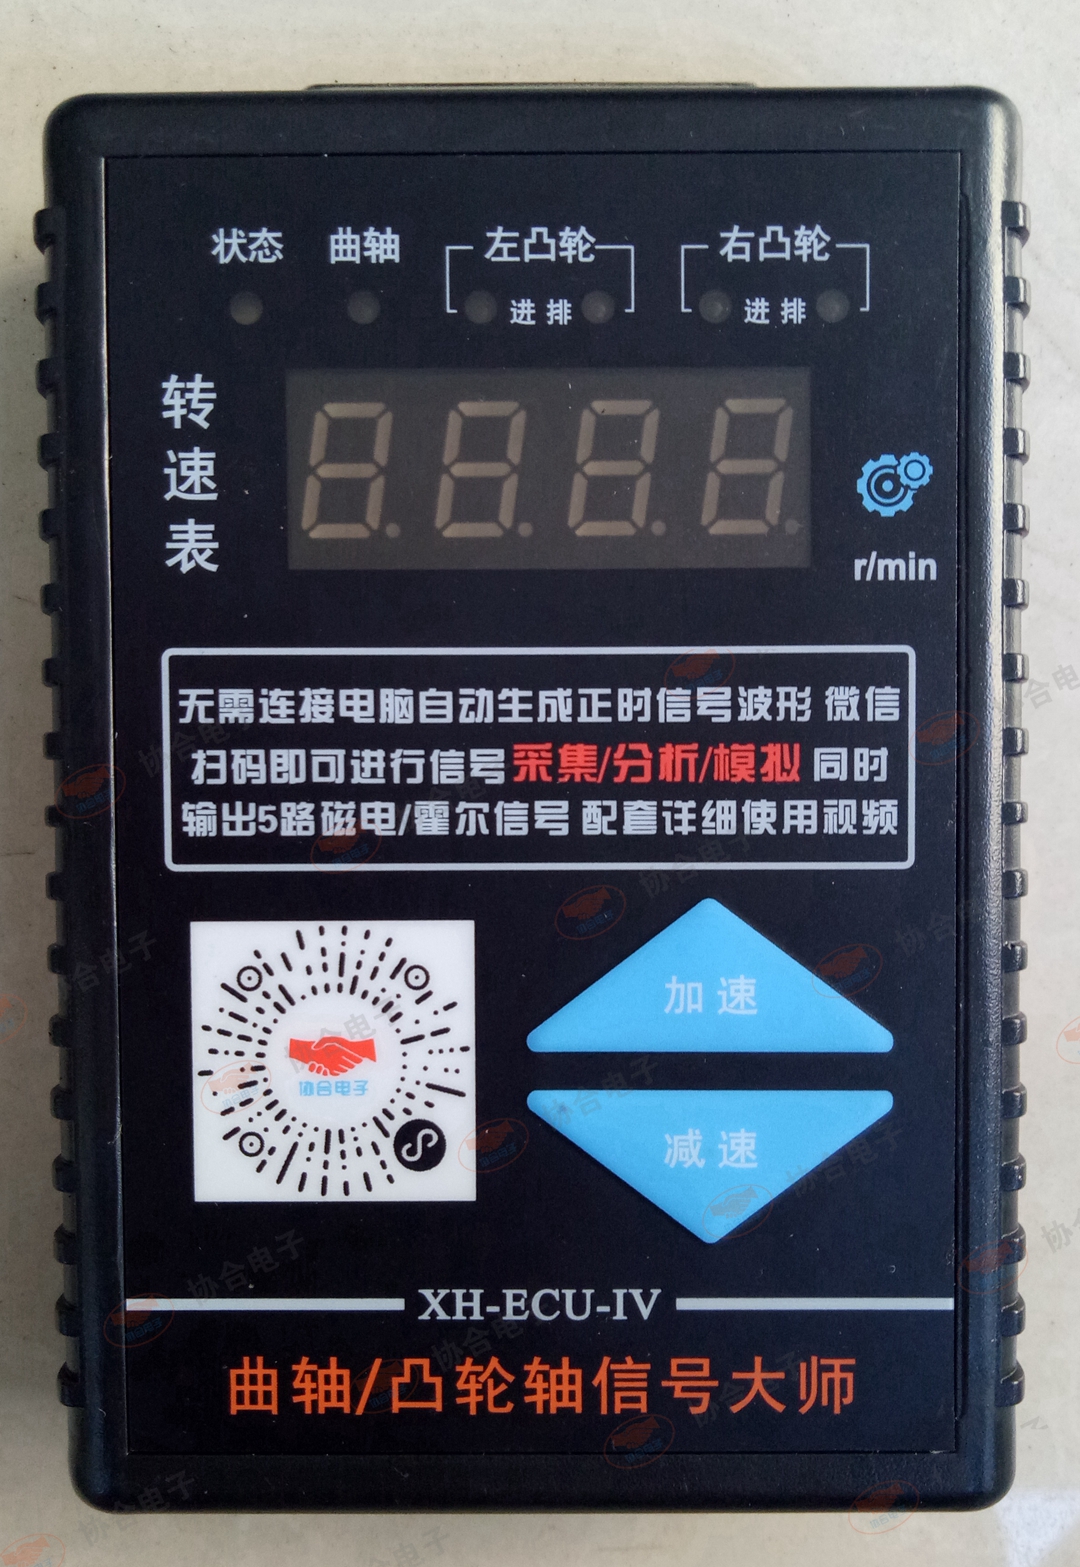 状态 曲轴 左凸轮 右凸轮
进 排 进 排
转速表
r/min
无需连接电脑自动生成正时信号波形 微信
扫码即可进行信号采集/分析/模拟 同时
输出5路磁电/霍尔信号 配套详细使用视频
加速
协合电子
减速
XH-ECU-IV
曲轴/凸轮轴信号大师